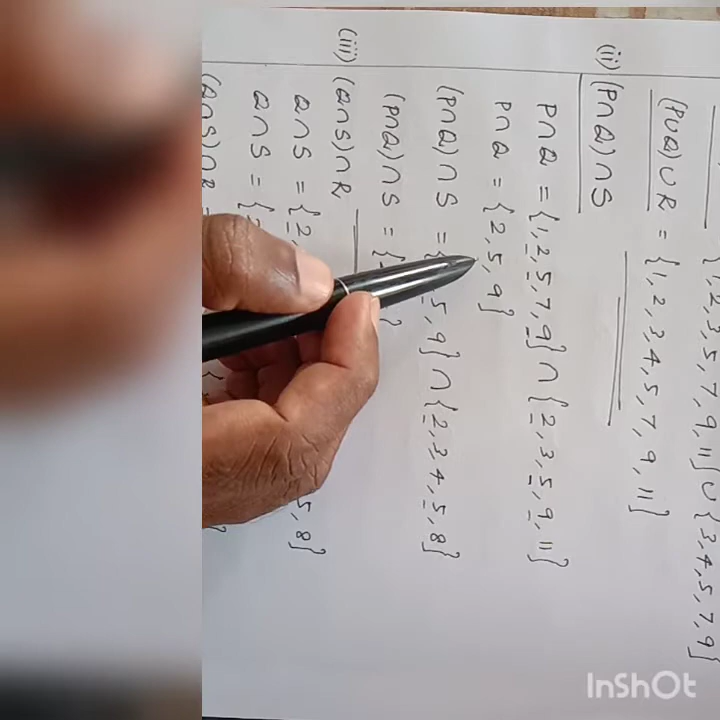 {1,2,3,5,7,9,11} ∪ {3,4,5,7,9}
(P∪Q)∪R = {1,2,3,4,5,7,9,11}
(ii) (P∩Q)∩S
P∩Q = {1,2,5,7,9} ∩ {2,3,5,9,11}
P∩Q = {2,5,9}
(P∩Q)∩S = { 5,9} ∩ {2,3,4,5,8}
(P∩Q)∩S = { }
(iii) (Q∩S)∩R
Q∩S = {2, 5,8}
Q∩S = {
(Q∩S)∩R =
InShOt